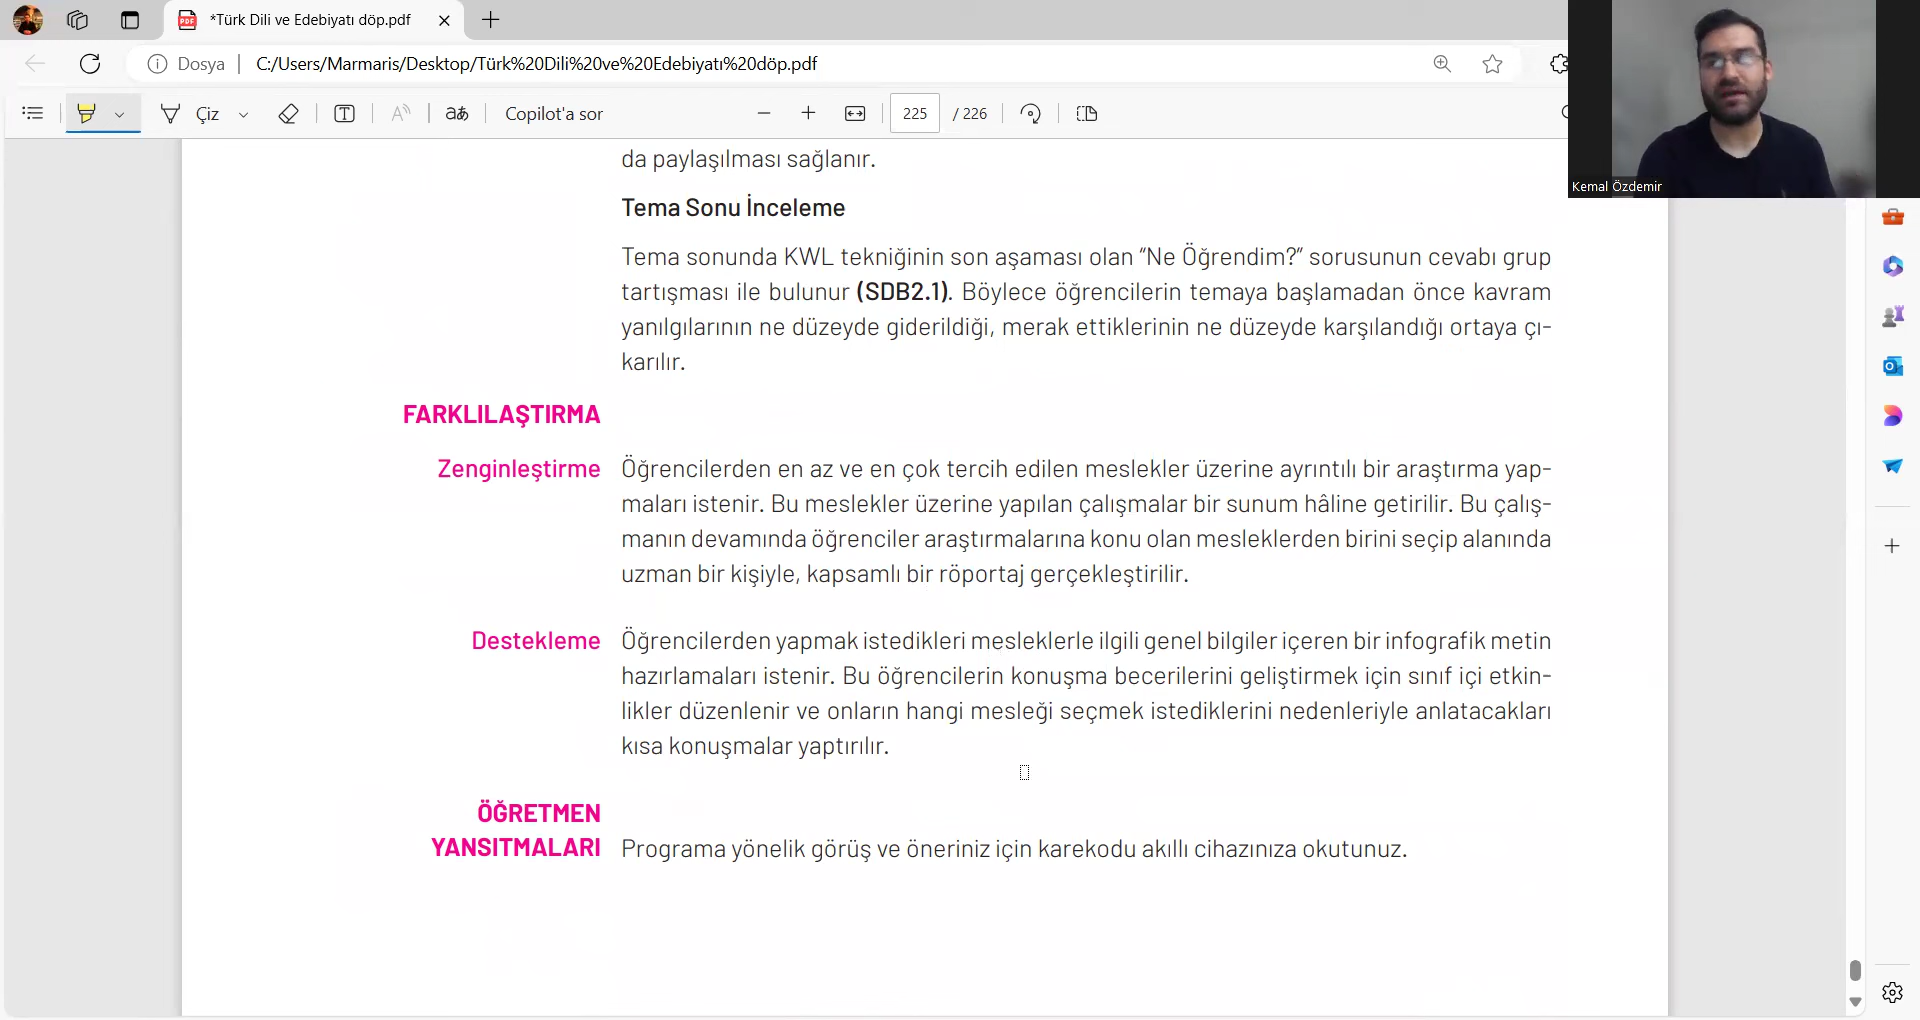 *Türk Dili ve Edebiyatı döp.pdf
Dosya
C:/Users/Marmaris/Desktop/Türk%20Dili%20ve%20Edebiyatı%20döp.pdf
Çiz
Copilot'a sor
225 / 226
Kemal Özdemir
da paylaşılması sağlanır.
Tema Sonu İnceleme
Tema sonunda KWL tekniğinin son aşaması olan “Ne Öğrendim?” sorusunun cevabı grup
tartışması ile bulunur (SDB2.1). Böylece öğrencilerin temaya başlamadan önce kavram
yanılgılarının ne düzeyde giderildiği, merak ettiklerinin ne düzeyde karşılandığı ortaya çı-
karılır.
FARKLILAŞTIRMA
Zenginleştirme
Öğrencilerden en az ve en çok tercih edilen meslekler üzerine ayrıntılı bir araştırma yap-
maları istenir. Bu meslekler üzerine yapılan çalışmalar bir sunum hâline getirilir. Bu çalış-
manın devamında öğrenciler araştırmalarına konu olan mesleklerden birini seçip alanında
uzman bir kişiyle, kapsamlı bir röportaj gerçekleştirilir.
Destekleme
Öğrencilerden yapmak istedikleri mesleklerle ilgili genel bilgiler içeren bir infografik metin
hazırlamaları istenir. Bu öğrencilerin konuşma becerilerini geliştirmek için sınıf içi etkin-
likler düzenlenir ve onların hangi mesleği seçmek istediklerini nedenleriyle anlatacakları
kısa konuşmalar yaptırılır.
ÖĞRETMEN
YANSITMALARI
Programa yönelik görüş ve öneriniz için karekodu akıllı cihazınıza okutunuz.